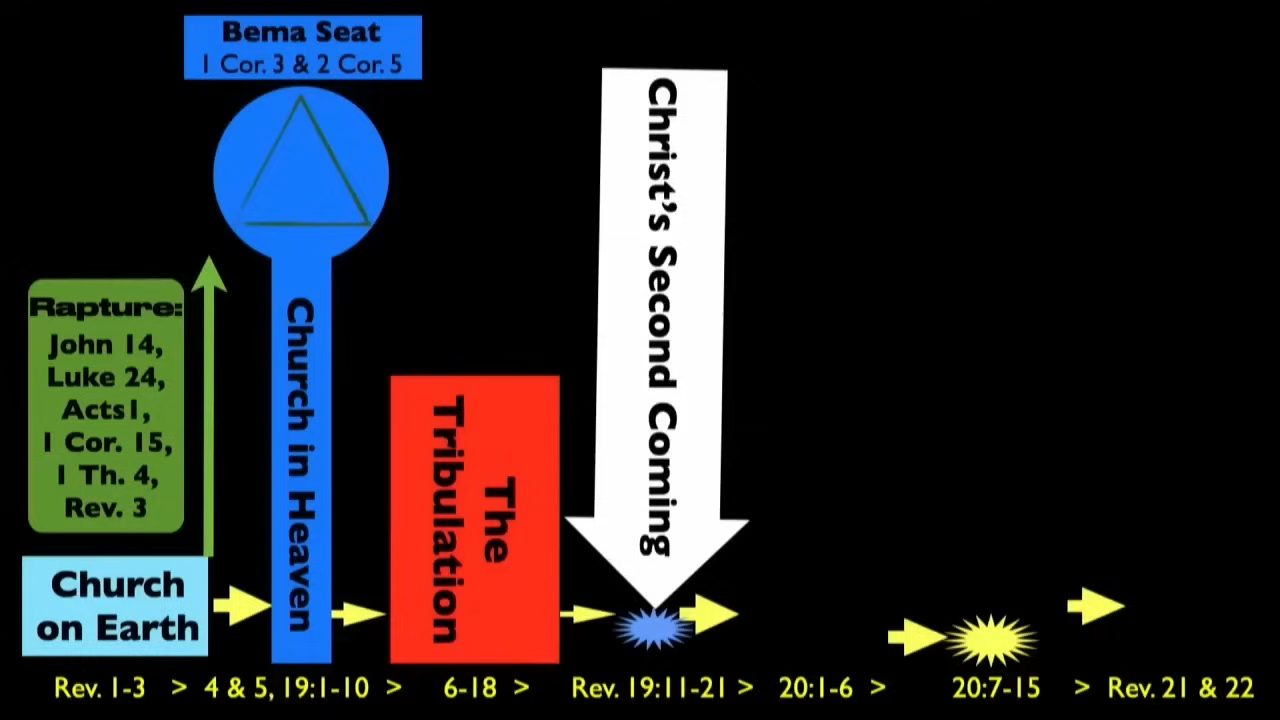 Bema Seat
1 Cor. 3 & 2 Cor. 5
Rapture:
John 14,
Luke 24,
Acts1,
1 Cor. 15,
1 Th. 4,
Rev. 3
Church
on Earth
Church in Heaven
The
Tribulation
Christ's Second Coming
Rev. 1-3 > 4 & 5, 19:1-10 > 6-18 > Rev. 19:11-21 > 20:1-6 > 20:7-15 > Rev. 21 & 22